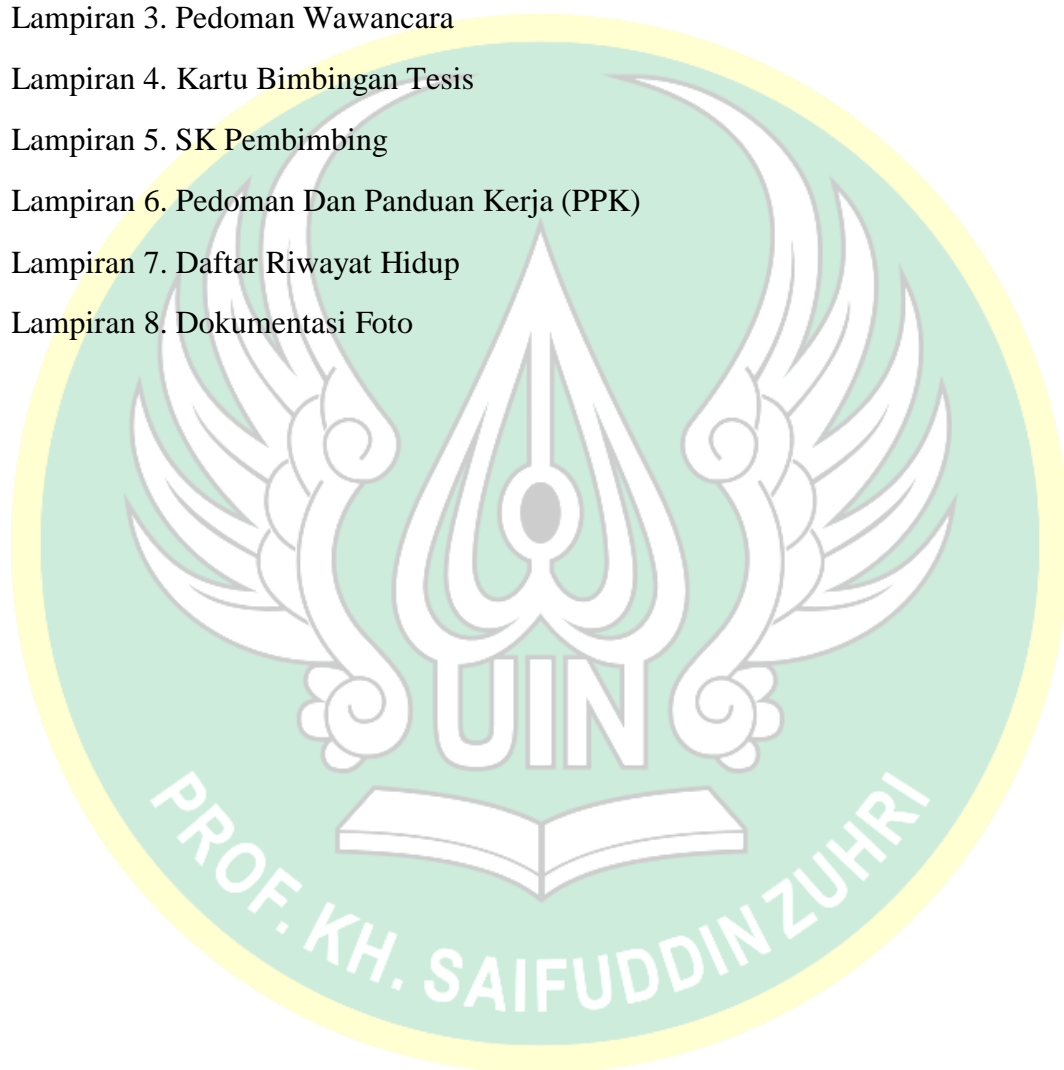 Lampiran 3. Pedoman Wawancara
Lampiran 4. Kartu Bimbingan Tesis
Lampiran 5. SK Pembimbing
Lampiran 6. Pedoman Dan Panduan Kerja (PPK)
Lampiran 7. Daftar Riwayat Hidup
Lampiran 8. Dokumentasi Foto
UIN
PROF. KH. SAIFUDDIN ZUHRI